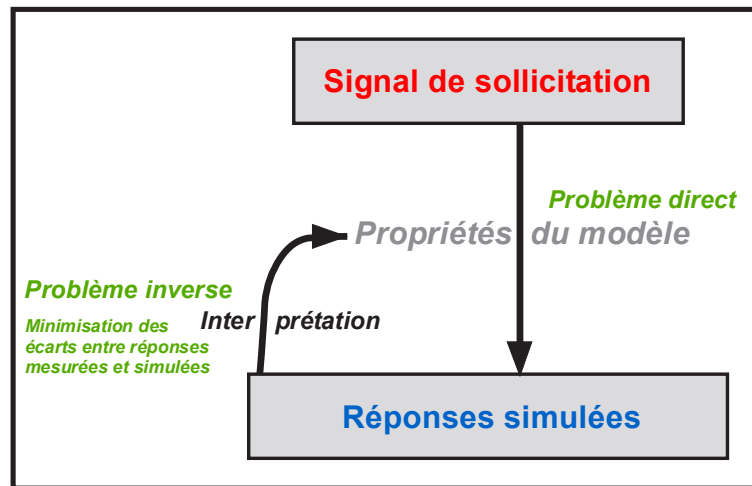 Signal de sollicitation
Problème direct
Propriétés du modèle
Problème inverse
Minimisation des
écarts entre réponses
mesurées et simulées
Inter prétation
Réponses simulées